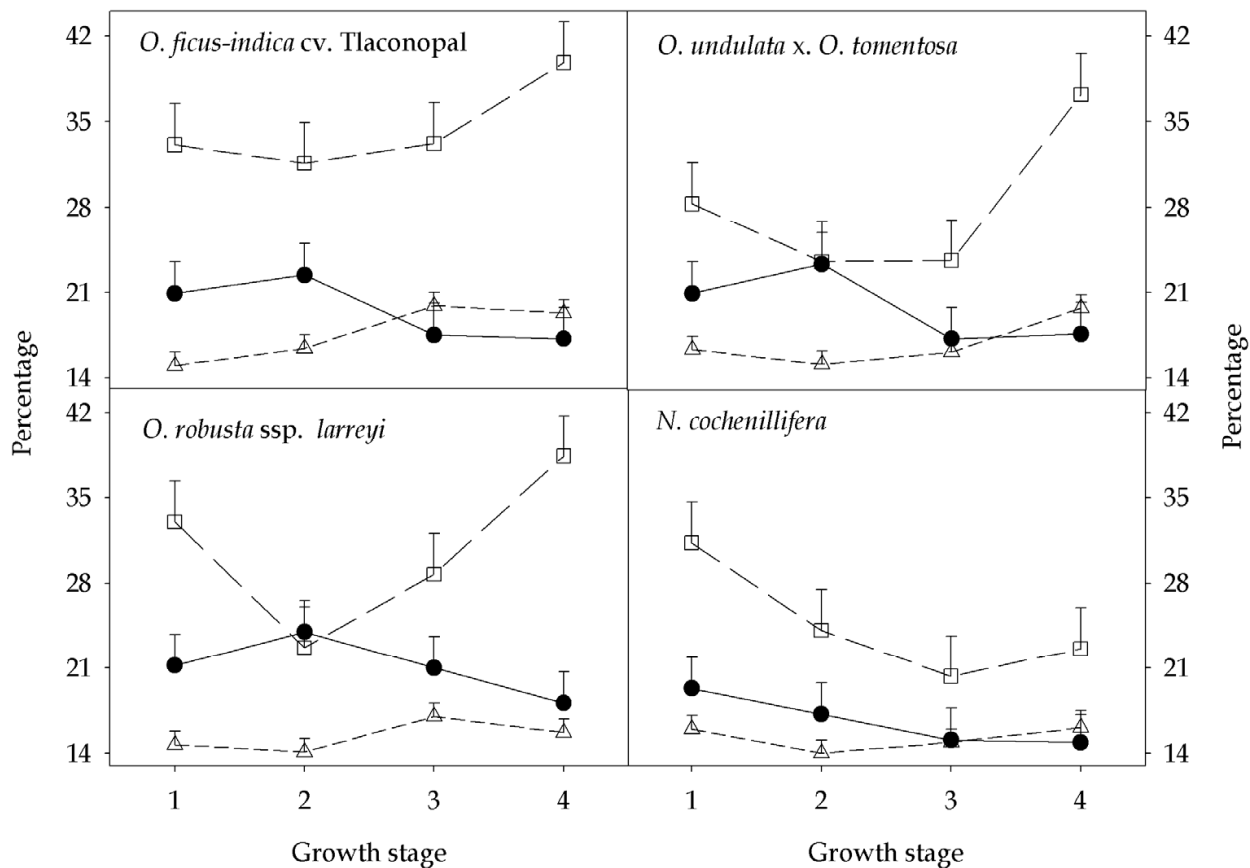 O. ficus-indica cv. Tlaconopal
O. undulata x. O. tomentosa
42
35
28
21
14
42
35
28
21
14
Percentage
Percentage
O. robusta ssp. larreyi
N. cochenillifera
42
35
28
21
14
42
35
28
21
14
1 2 3 4
1 2 3 4
Growth stage
Growth stage